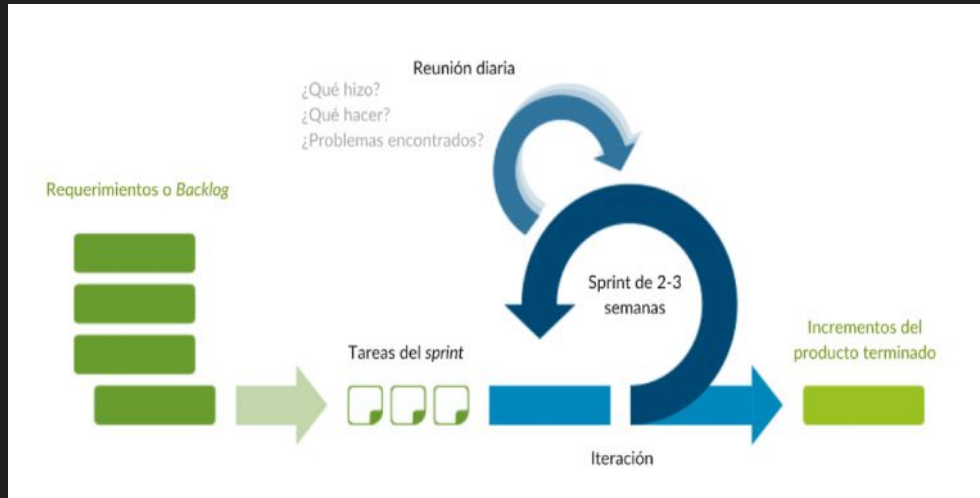 Reunión diaria
¿Qué hizo?
¿Qué hacer?
¿Problemas encontrados?
Requerimientos o Backlog
Sprint de 2-3
semanas
Tareas del sprint
Incrementos del
producto terminado
Iteración